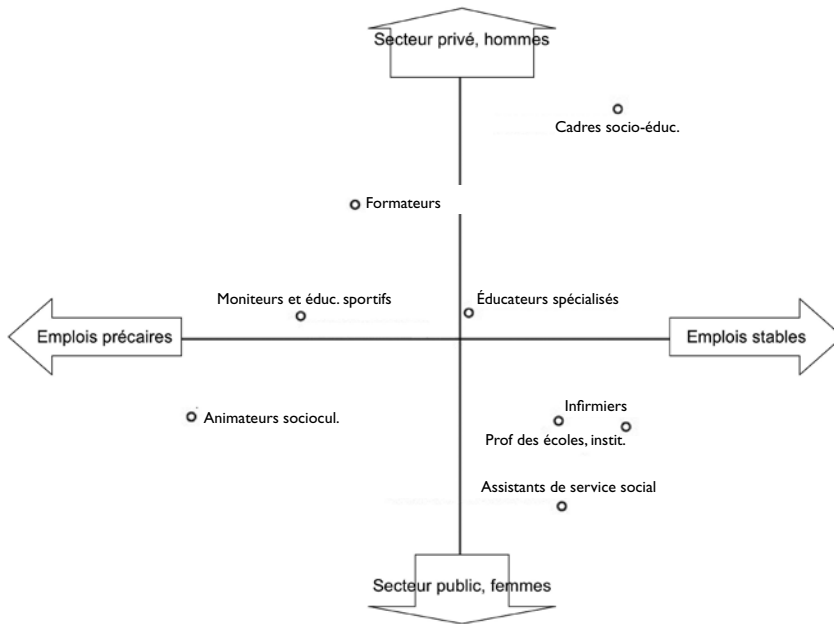 Secteur privé, hommes
Cadres socio-éduc.
Formateurs
Moniteurs et éduc. sportifs
Éducateurs spécialisés
Emplois précaires
Emplois stables
Infirmiers
Animateurs sociocul.
Prof des écoles, instit.
Assistants de service social
Secteur public, femmes